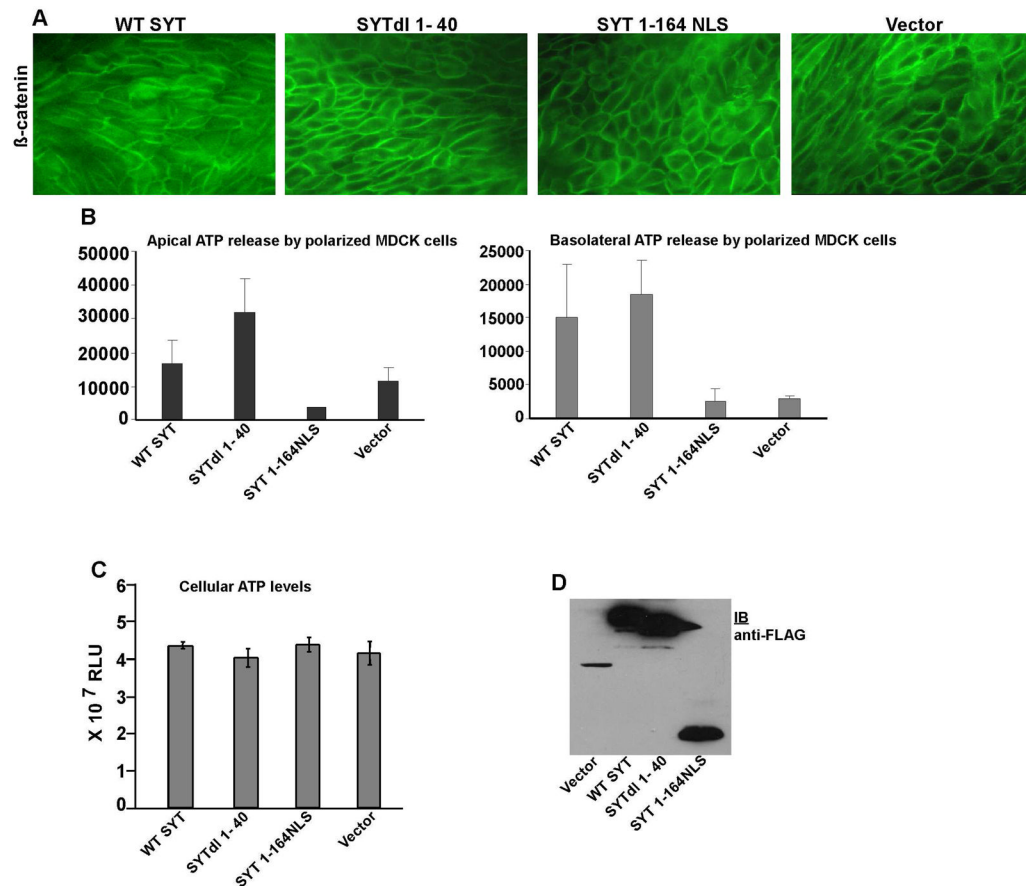 A
WT SYT
SYTdl 1- 40
SYT 1-164 NLS
Vector
ß-catenin
B
Apical ATP release by polarized MDCK cells
50000
40000
30000
20000
10000
0
WT SYT
SYTdl 1- 40
SYT 1-164NLS
Vector
Basolateral ATP release by polarized MDCK cells
25000
20000
15000
10000
5000
0
WT SYT
SYTdl 1- 40
SYT 1-164NLS
Vector
C
Cellular ATP levels
X 10 7 RLU
6
5
4
3
2
1
0
WT SYT
SYTdl 1- 40
SYT 1-164NLS
Vector
D
IB
anti-FLAG
Vector
WT SYT
SYTdl 1- 40
SYT 1-164NLS